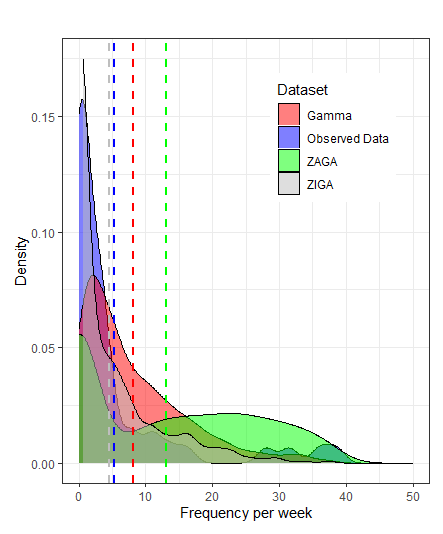 Dataset
Gamma
Observed Data
ZAGA
ZIGA
Density
0.15
0.10
0.05
0.00
0
10
20
30
40
50
Frequency per week